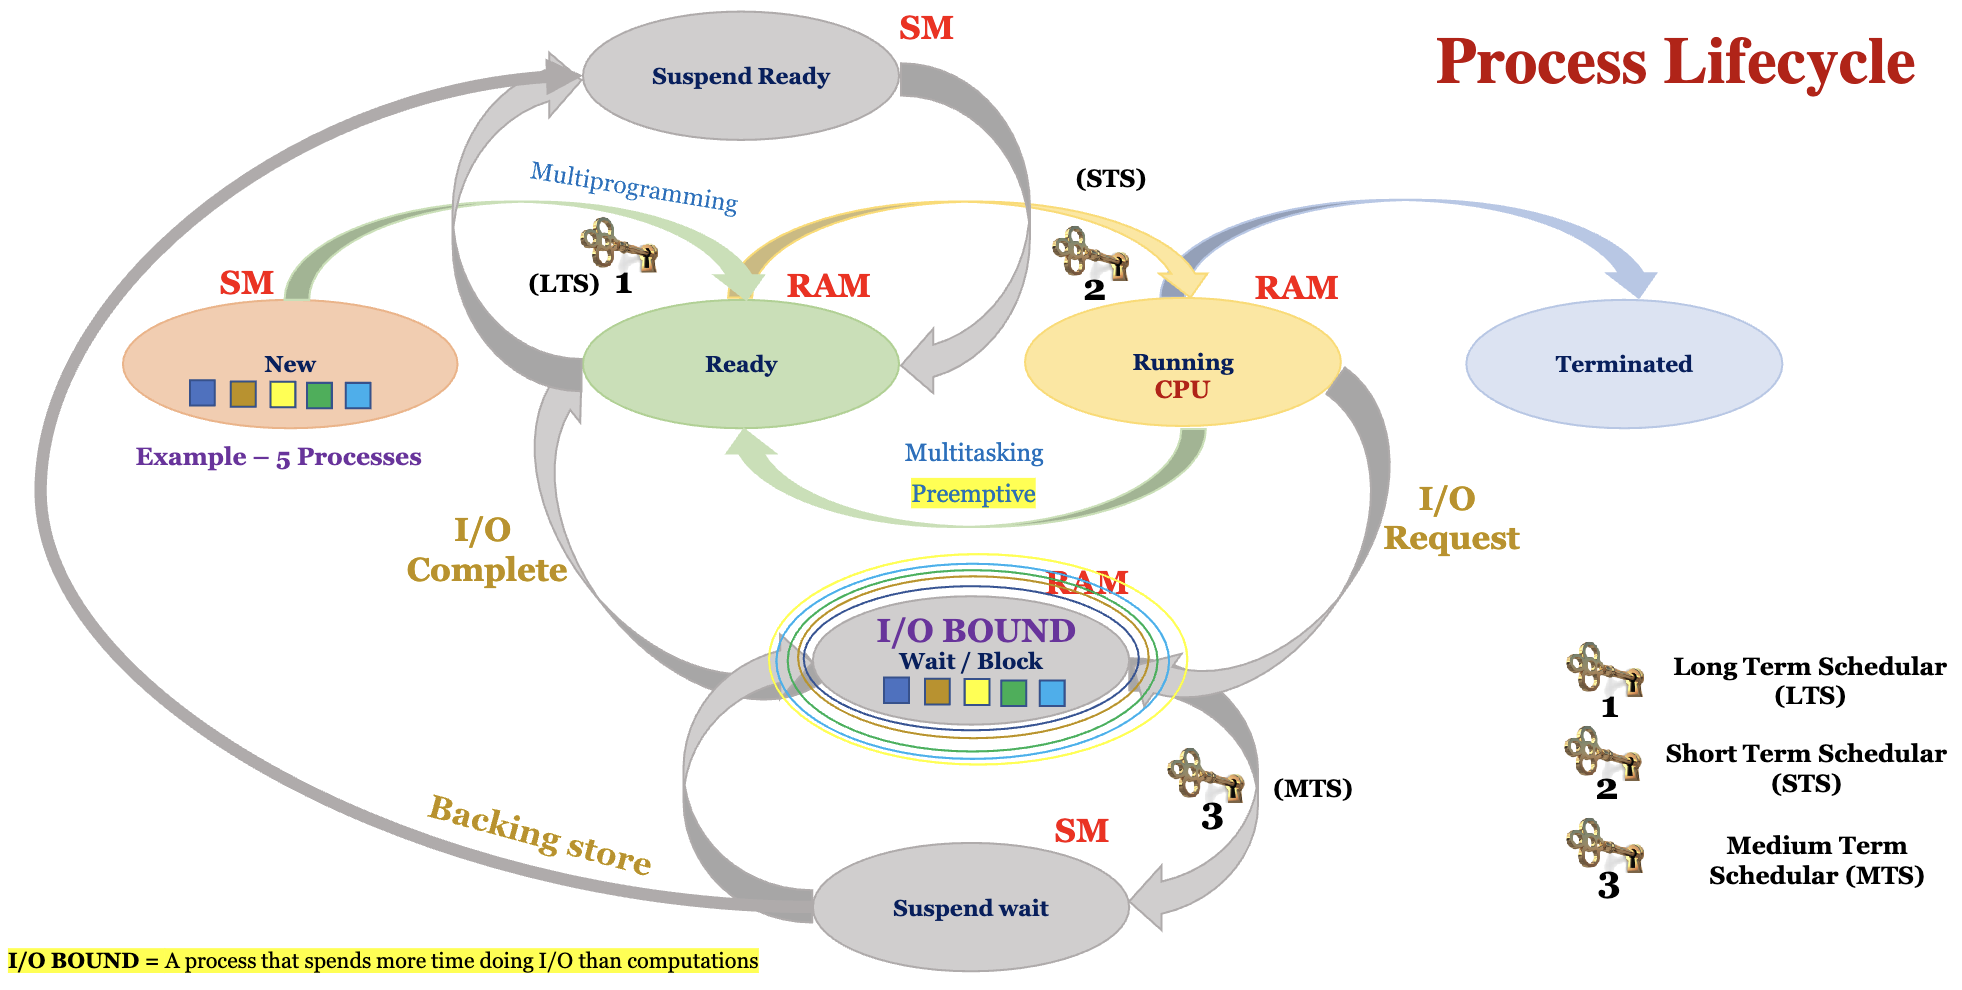 Process Lifecycle
SM
Suspend Ready
Multiprogramming
(STS)
SM
(LTS) 1
RAM
2
RAM
New
Ready
Running
CPU
Terminated
Example – 5 Processes
Multitasking
Preemptive
I/O
Complete
I/O
Request
RAM
I/O BOUND
Wait / Block
1
Long Term Schedular
(LTS)
2
Short Term Schedular
(STS)
3
Medium Term
Schedular (MTS)
3
(MTS)
Backing store
SM
Suspend wait
I/O BOUND = A process that spends more time doing I/O than computations